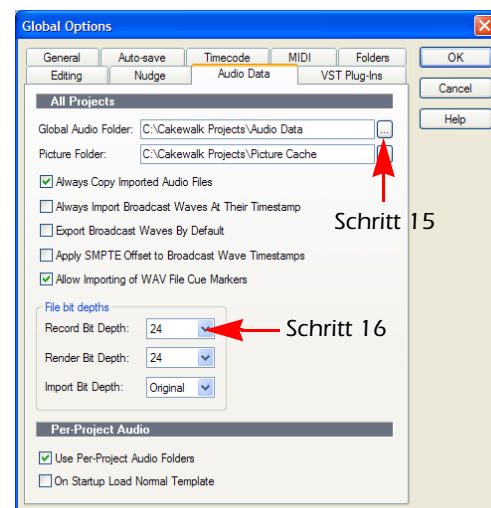 Global Options
General Auto-save Timecode MIDI Folders
Editing Nudge Audio Data VST Plug-Ins
OK
Cancel
Help
All Projects
Global Audio Folder: C:\Cakewalk Projects\Audio Data ...
Picture Folder: C:\Cakewalk Projects\Picture Cache
Always Copy Imported Audio Files
Always Import Broadcast Waves At Their Timestamp
Schritt 15
Export Broadcast Waves By Default
Apply SMPTE Offset to Broadcast Wave Timestamps
Allow Importing of WAV File Cue Markers
File bit depths
Record Bit Depth: 24
Schritt 16
Render Bit Depth: 24
Import Bit Depth: Original
Per-Project Audio
Use Per-Project Audio Folders
On Startup Load Normal Template